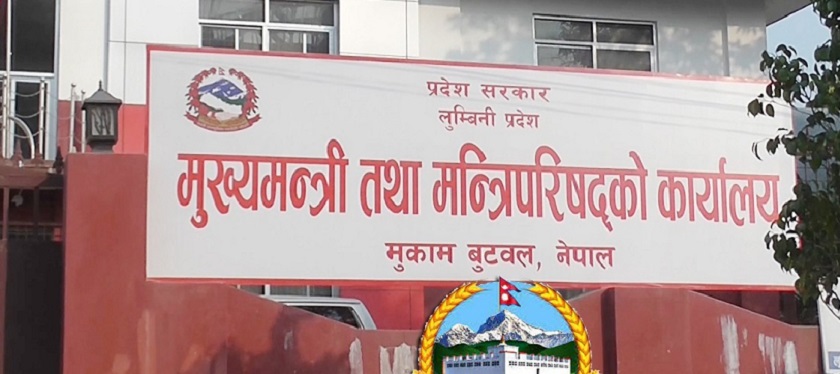 प्रदेश सरकार
लुम्बिनी प्रदेश
मुख्यमन्त्री तथा मन्त्रिपरिषद्को कार्यालय
मुकाम बुटवल, नेपाल